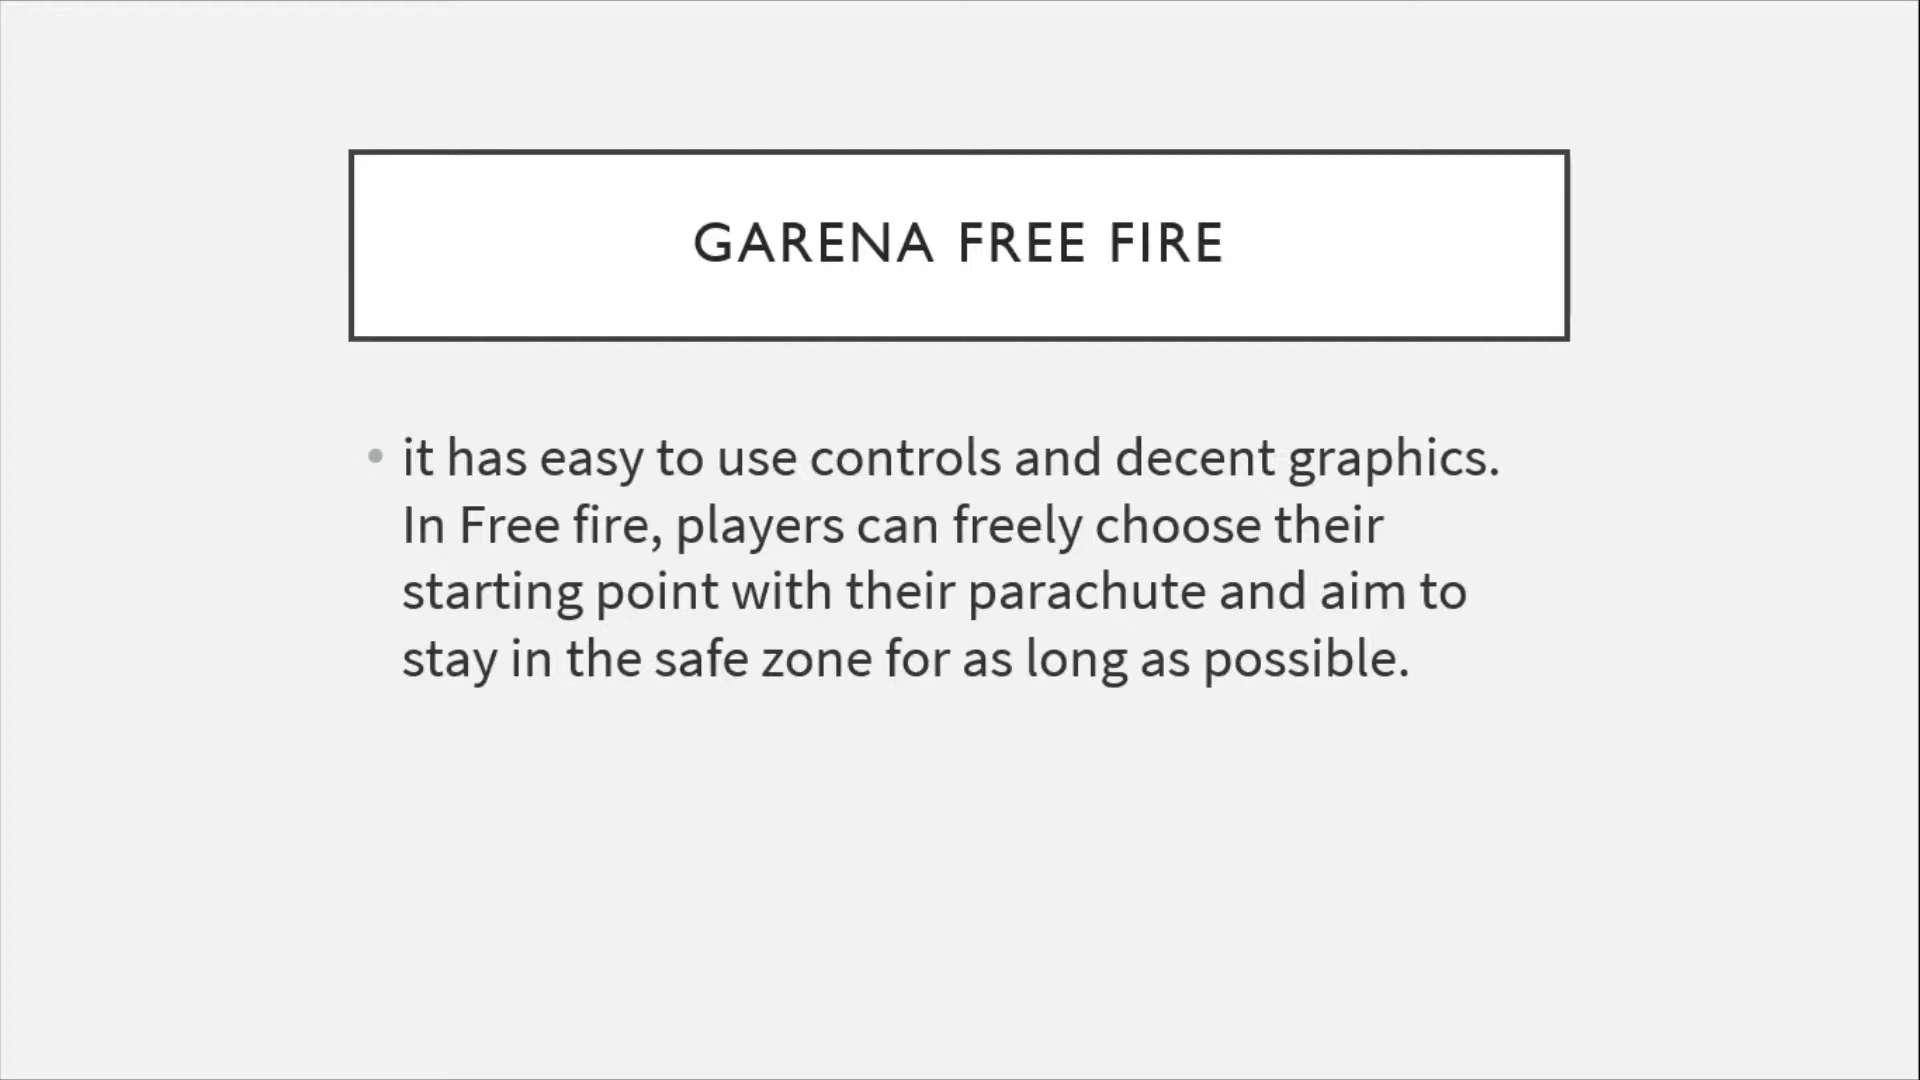 GARENA FREE FIRE
• it has easy to use controls and decent graphics.
In Free fire, players can freely choose their
starting point with their parachute and aim to
stay in the safe zone for as long as possible.